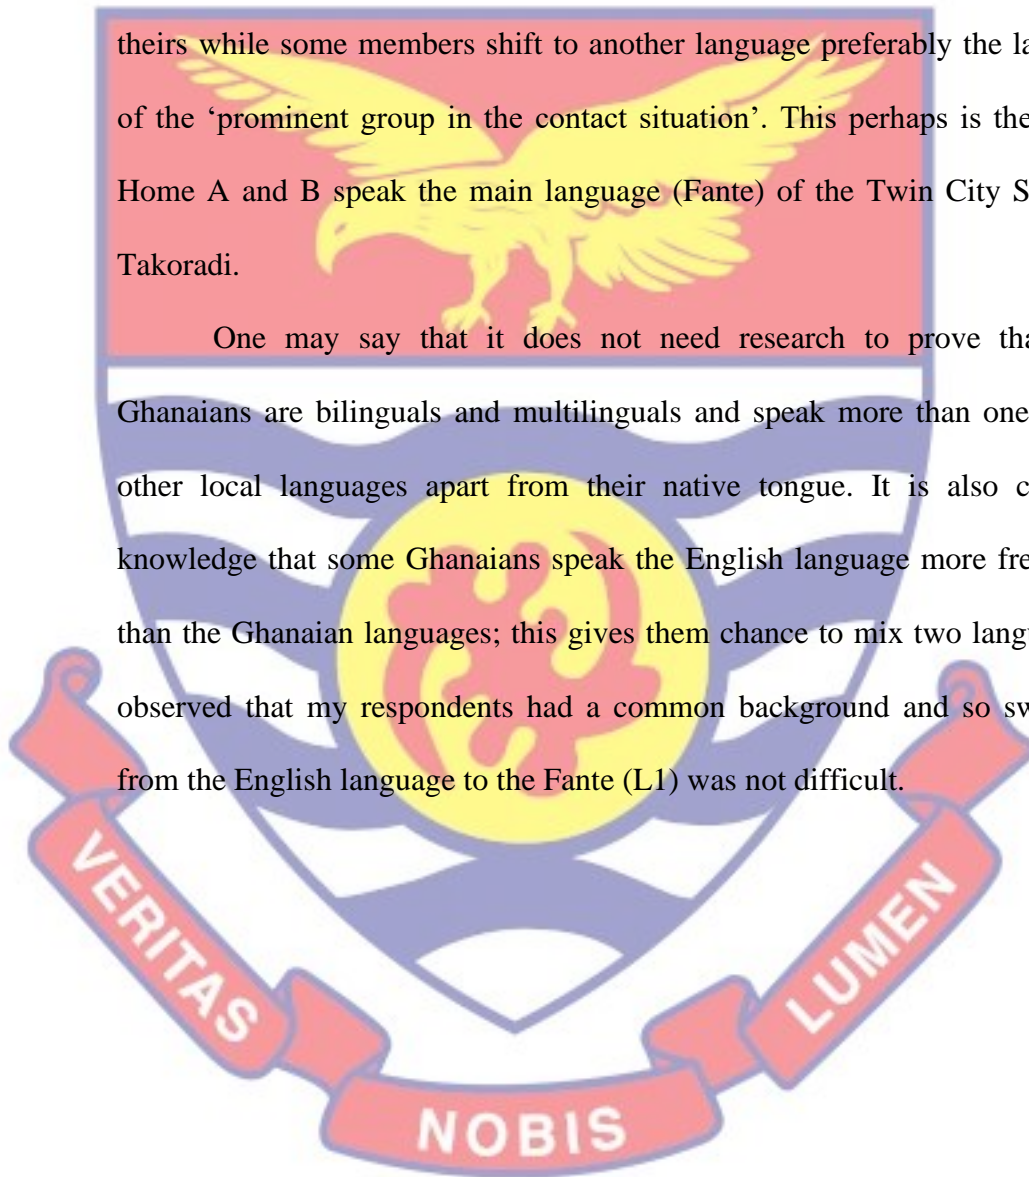 theirs while some members shift to another language preferably the la
of the ‘prominent group in the contact situation’. This perhaps is the
Home A and B speak the main language (Fante) of the Twin City S
Takoradi.
One may say that it does not need research to prove tha
Ghanaians are bilinguals and multilinguals and speak more than one
other local languages apart from their native tongue. It is also c
knowledge that some Ghanaians speak the English language more fre
than the Ghanaian languages; this gives them chance to mix two langu
observed that my respondents had a common background and so sw
from the English language to the Fante (L1) was not difficult.
VERITAS
NOBIS
LUMEN